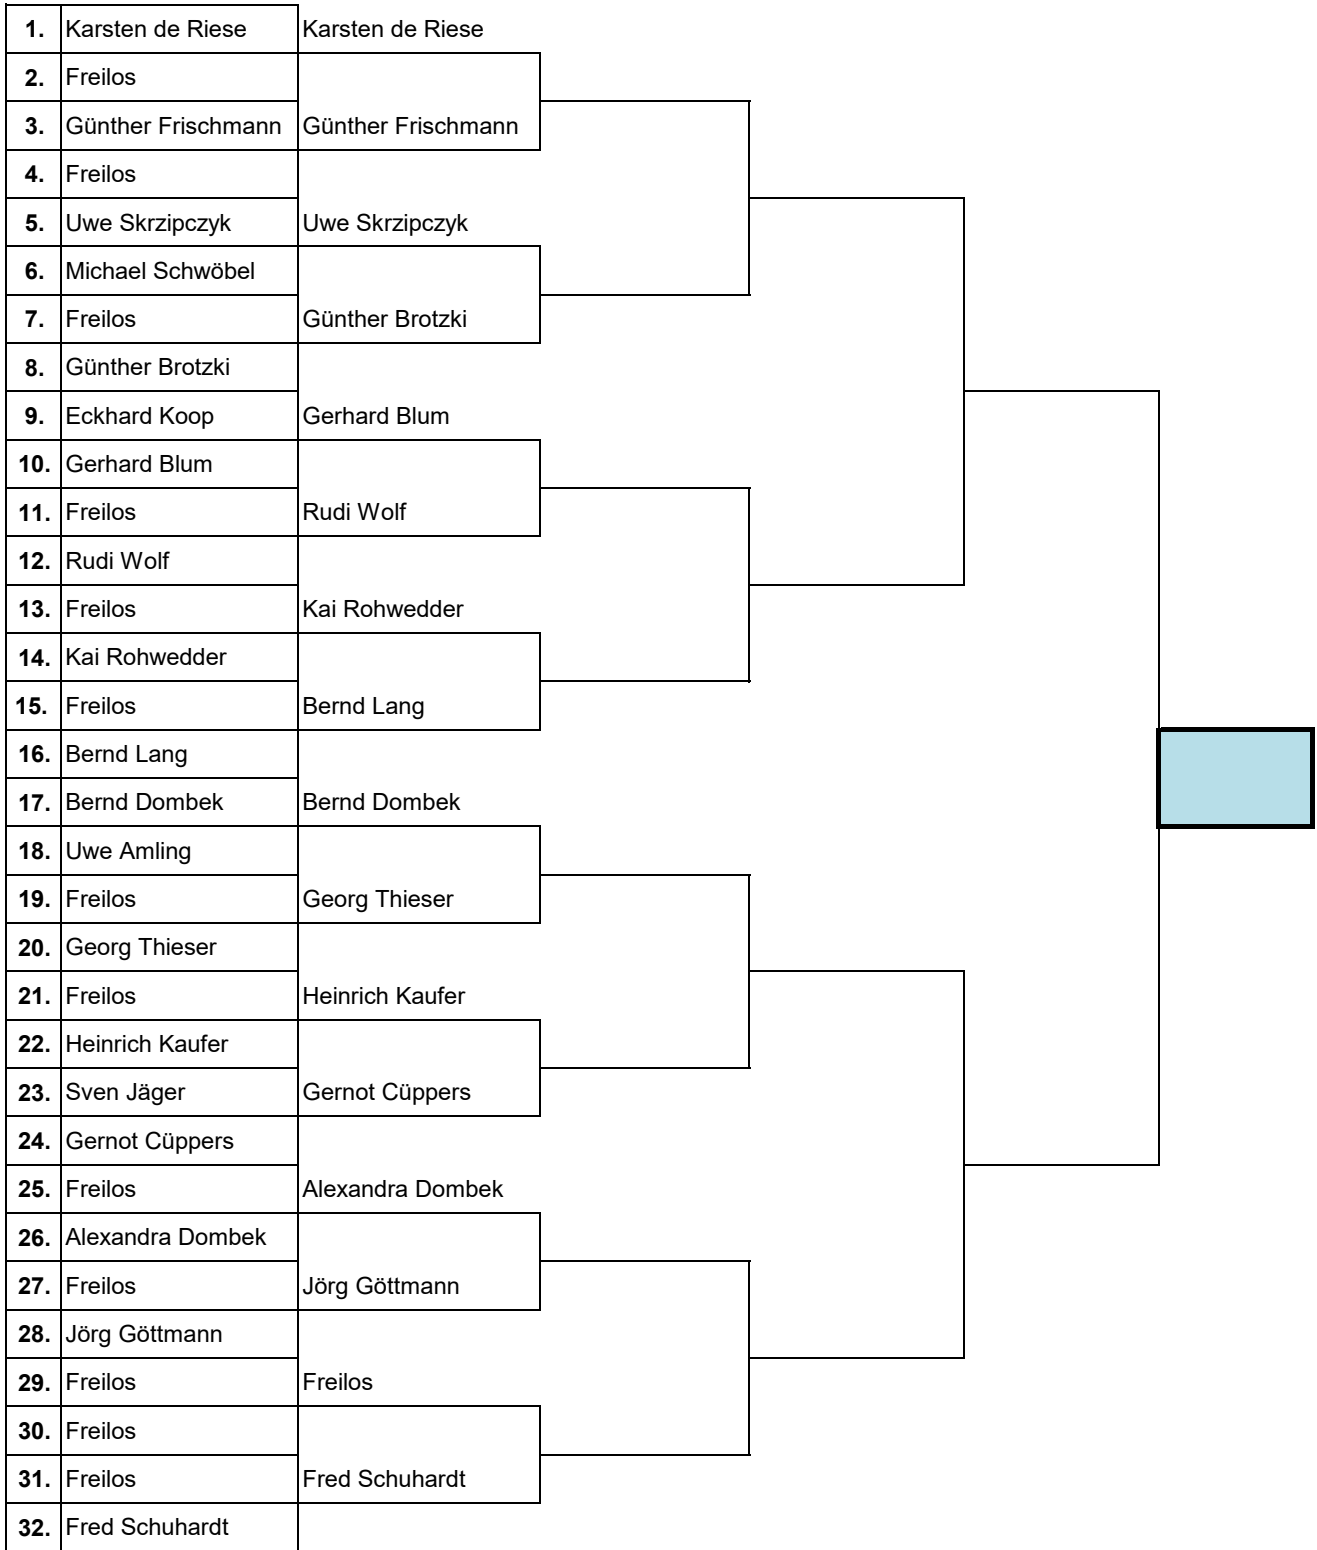 1. Karsten de Riese Karsten de Riese
2. Freilos
3. Günther Frischmann Günther Frischmann
4. Freilos
5. Uwe Skrzipczyk Uwe Skrzipczyk
6. Michael Schwöbel
7. Freilos Günther Brotzki
8. Günther Brotzki
9. Eckhard Koop Gerhard Blum
10. Gerhard Blum
11. Freilos Rudi Wolf
12. Rudi Wolf
13. Freilos Kai Rohwedder
14. Kai Rohwedder
15. Freilos Bernd Lang
16. Bernd Lang
17. Bernd Dombek Bernd Dombek
18. Uwe Amling
19. Freilos Georg Thieser
20. Georg Thieser
21. Freilos Heinrich Kaufer
22. Heinrich Kaufer
23. Sven Jäger Gernot Cüppers
24. Gernot Cüppers
25. Freilos Alexandra Dombek
26. Alexandra Dombek
27. Freilos Jörg Göttmann
28. Jörg Göttmann
29. Freilos Freilos
30. Freilos
31. Freilos Fred Schuhardt
32. Fred Schuhardt